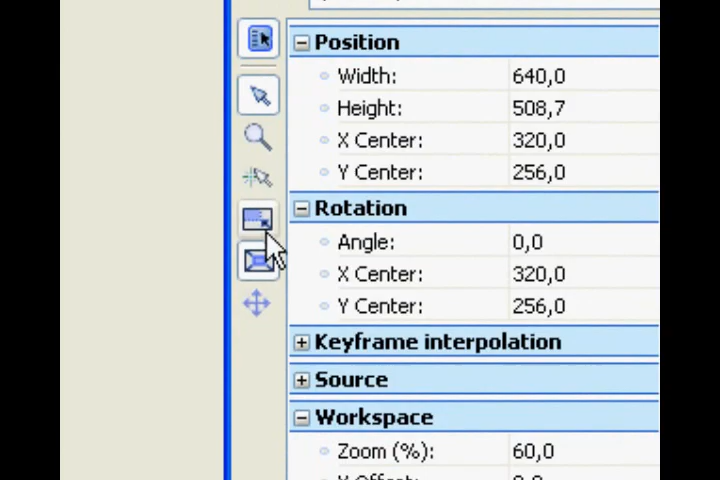 Position
Width: 640,0
Height: 508,7
X Center: 320,0
Y Center: 256,0
Rotation
Angle: 0,0
X Center: 320,0
Y Center: 256,0
Keyframe interpolation
Source
Workspace
Zoom (%): 60,0